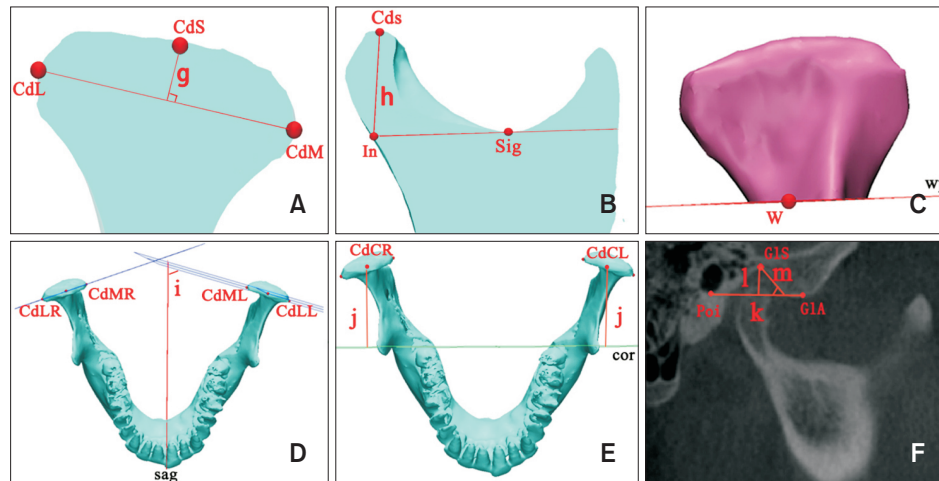 CdS
g
CdL
CdM
A
Cds
h
In
Sig
B
W
W
C
i
CdMR
CdML
CdLR
CdLL
sag
D
CdCR
CdCL
j
j
cor
E
GlS
l
m
Poi
k
GlA
F